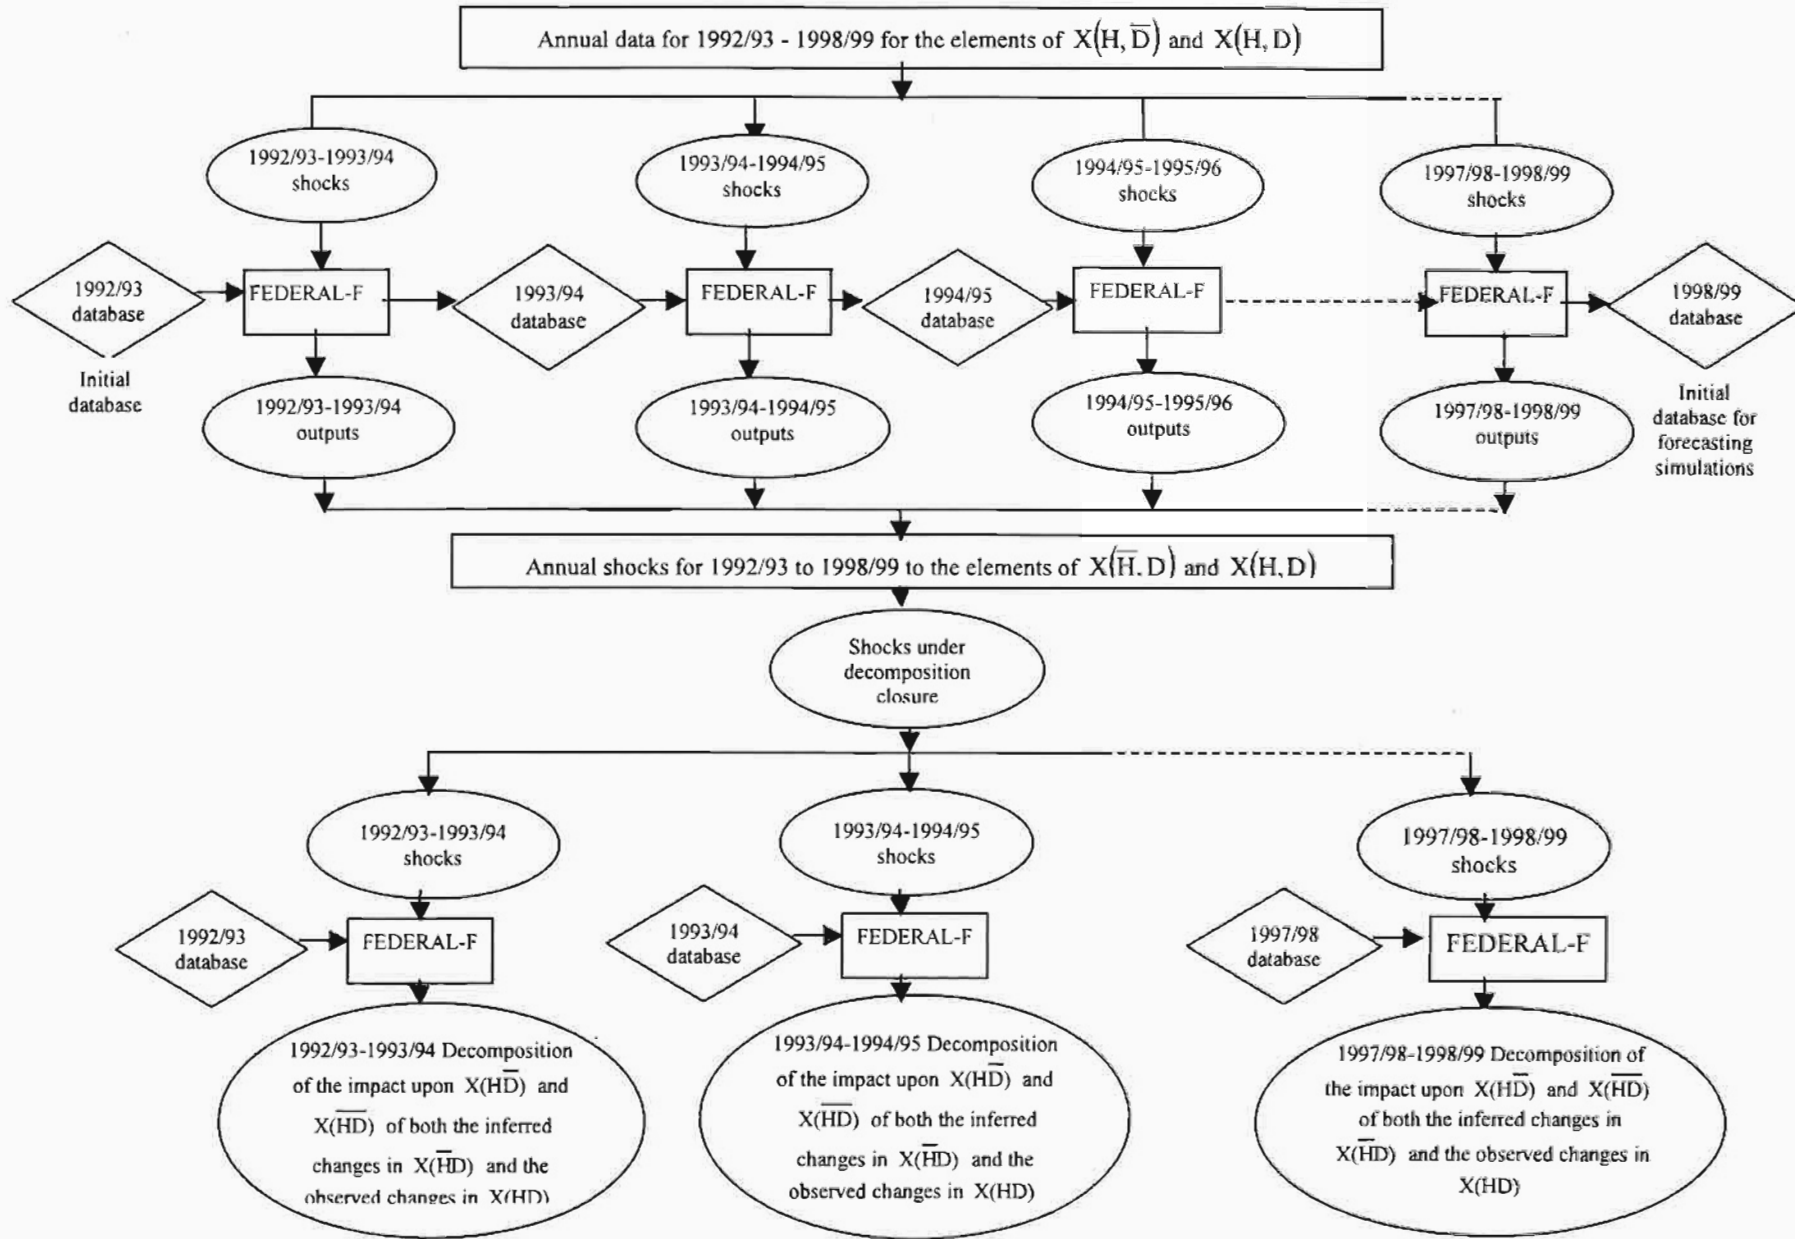 Annual data for 1992/93 - 1998/99 for the elements of X(H, D̅) and X(H, D)
1992/93-1993/94
shocks
1993/94-1994/95
shocks
1994/95-1995/96
shocks
1997/98-1998/99
shocks
1992/93
database
FEDERAL-F
1993/94
database
FEDERAL-F
1994/95
database
FEDERAL-F
FEDERAL-F
1998/99
database
Initial
database
1992/93-1993/94
outputs
1993/94-1994/95
outputs
1994/95-1995/96
outputs
1997/98-1998/99
outputs
Initial
database for
forecasting
simulations
Annual shocks for 1992/93 to 1998/99 to the elements of X(H̅. D) and X(H, D)
Shocks under
decomposition
closure
1992/93-1993/94
shocks
1993/94-1994/95
shocks
1997/98-1998/99
shocks
1992/93
database
FEDERAL-F
1993/94
database
FEDERAL-F
1997/98
database
FEDERAL-F
1992/93-1993/94 Decomposition
of the impact upon X(HD̅) and
X(H̅D̅) of both the inferred
changes in X(H̅D) and the
observed changes in X(HD)
1993/94-1994/95 Decomposition
of the impact upon X(HD̅) and
X(H̅D̅) of both the inferred
changes in X(H̅D) and the
observed changes in X(HD)
1997/98-1998/99 Decomposition of
the impact upon X(HD̅) and X(H̅D̅)
of both the inferred changes in
X(H̅D) and the observed changes in
X(HD)